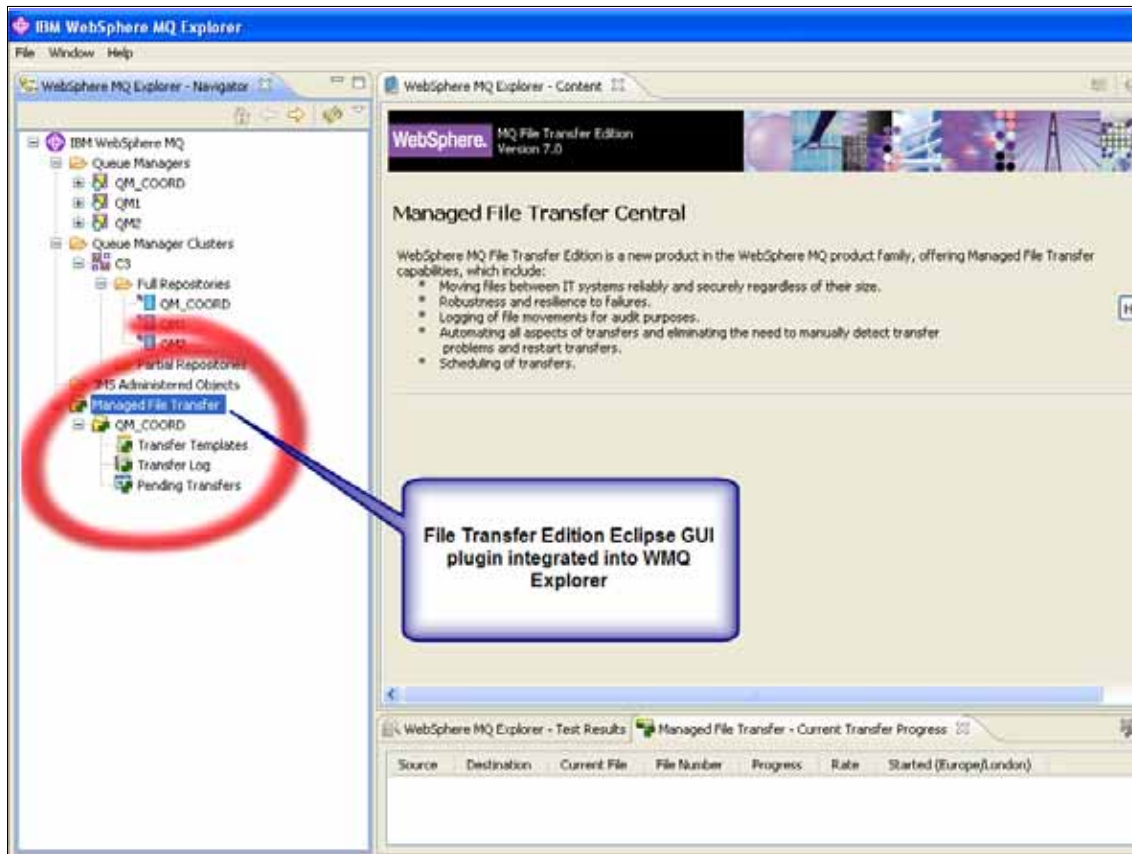 IBM WebSphere MQ Explorer
File Window Help
WebSphere MQ Explorer - Navigator
IBM WebSphere MQ
Queue Managers
QM_COORD
QM1
QM2
Queue Manager Clusters
C3
Full Repositories
QM_COORD
QM1
QM2
Partial Repositories
JMS Administered Objects
Managed File Transfer
QM_COORD
Transfer Templates
Transfer Log
Pending Transfers
WebSphere MQ Explorer - Content
WebSphere. MQ File Transfer Edition
Version 7.0
Managed File Transfer Central
WebSphere MQ File Transfer Edition is a new product in the WebSphere MQ product family, offering Managed File Transfer
capabilities, which include:
* Moving files between IT systems reliably and securely regardless of their size.
* Robustness and resilience to failures.
* Logging of file movements for audit purposes.
* Automating all aspects of transfers and eliminating the need to manually detect transfer
problems and restart transfers.
* Scheduling of transfers.
H
File Transfer Edition Eclipse GUI
plugin integrated into WMQ
Explorer
WebSphere MQ Explorer - Test Results Managed File Transfer - Current Transfer Progress
Source Destination Current File File Number Progress Rate Started (Europe/London)